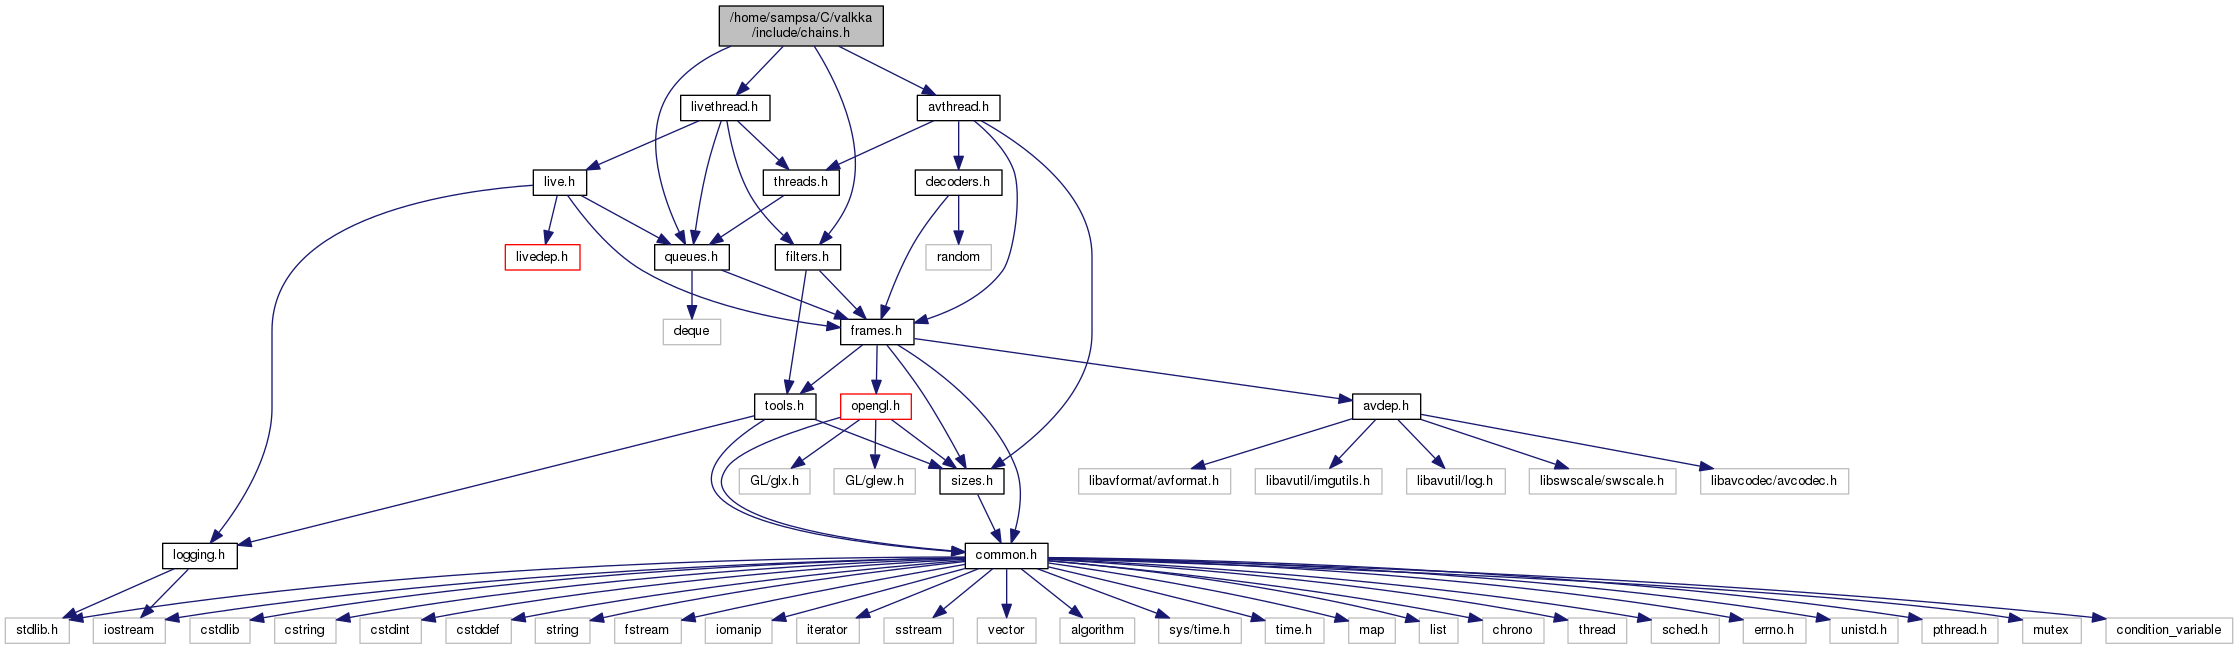 /home/sampsa/C/valkka
/include/chains.h
livethread.h
avthread.h
live.h
threads.h
decoders.h
livedep.h
queues.h
filters.h
random
deque
frames.h
tools.h
opengl.h
avdep.h
GL/glx.h
GL/glew.h
sizes.h
libavformat/avformat.h
libavutil/imgutils.h
libavutil/log.h
libswscale/swscale.h
libavcodec/avcodec.h
logging.h
common.h
stdlib.h
iostream
cstdlib
cstring
cstdint
cstddef
string
fstream
iomanip
iterator
sstream
vector
algorithm
sys/time.h
time.h
map
list
chrono
thread
sched.h
errno.h
unistd.h
pthread.h
mutex
condition_variable